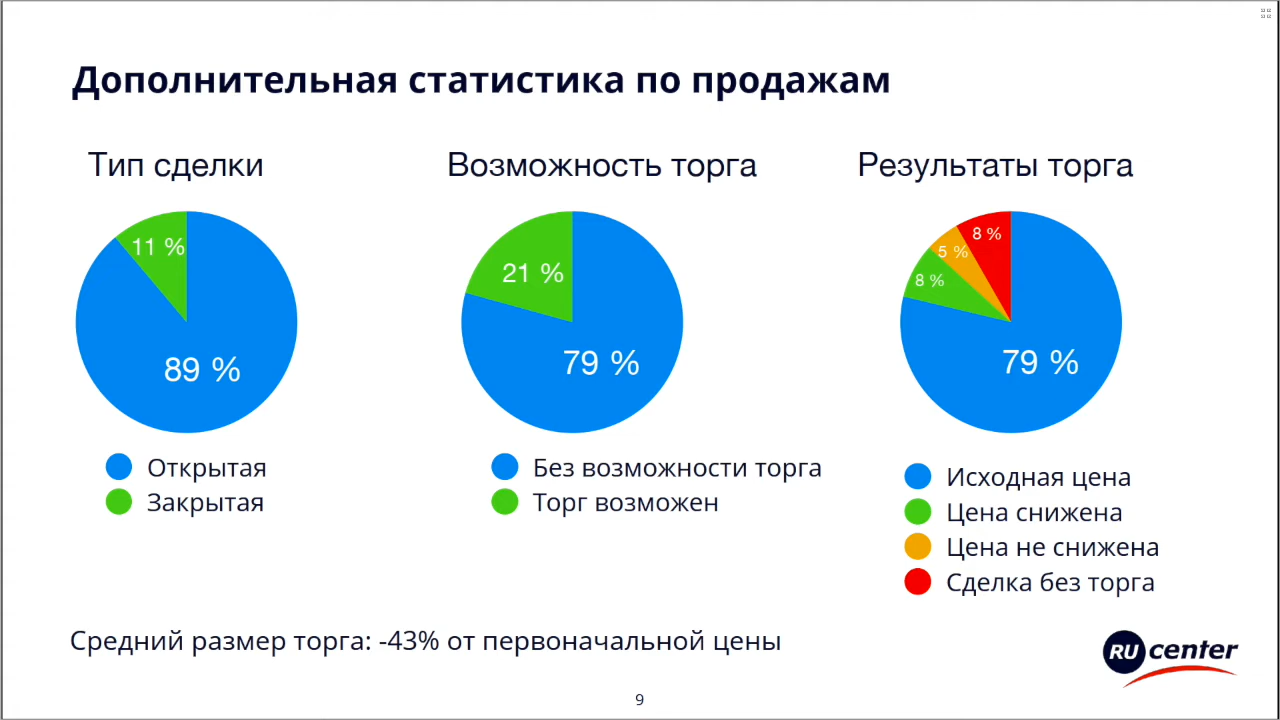 Дополнительная статистика по продажам
Тип сделки
11 %
89 %
Открытая
Закрытая
Возможность торга
21 %
79 %
Без возможности торга
Торг возможен
Результаты торга
8 %
5 %
8 %
79 %
Исходная цена
Цена снижена
Цена не снижена
Сделка без торга
Средний размер торга: -43% от первоначальной цены
RU center
9